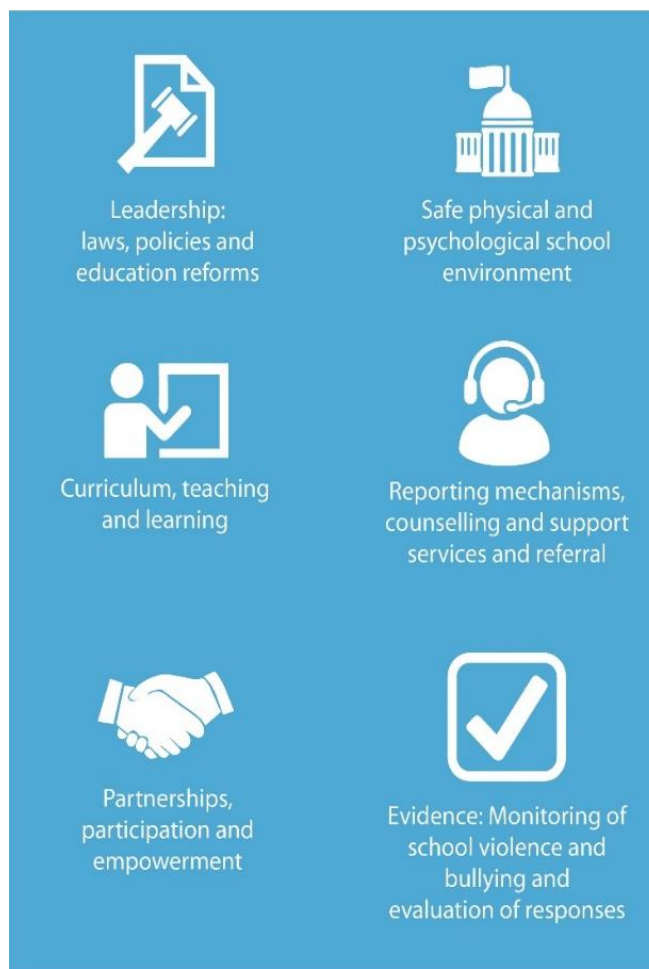 Leadership:
laws, policies and
education reforms
Safe physical and
psychological school
environment
Curriculum, teaching
and learning
Reporting mechanisms,
counselling and support
services and referral
Partnerships,
participation and
empowerment
Evidence: Monitoring of
school violence and
bullying and
evaluation of responses